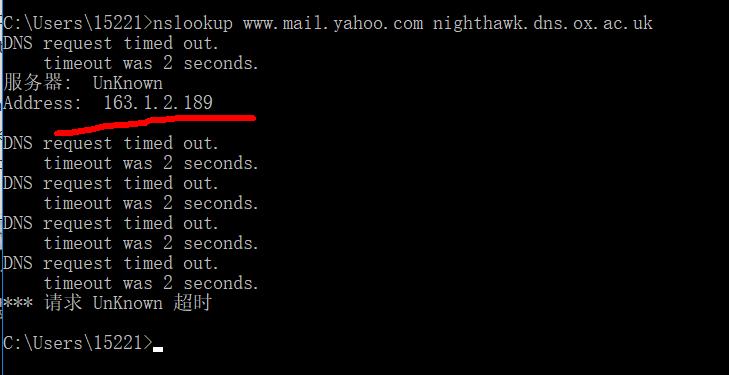 C:\Users\15221>nslookup www.mail.yahoo.com nighthawk.dns.ox.ac.uk
DNS request timed out.
    timeout was 2 seconds.
服务器:  UnKnown
Address:  163.1.2.189

DNS request timed out.
    timeout was 2 seconds.
DNS request timed out.
    timeout was 2 seconds.
DNS request timed out.
    timeout was 2 seconds.
DNS request timed out.
    timeout was 2 seconds.
*** 请求 UnKnown 超时

C:\Users\15221>